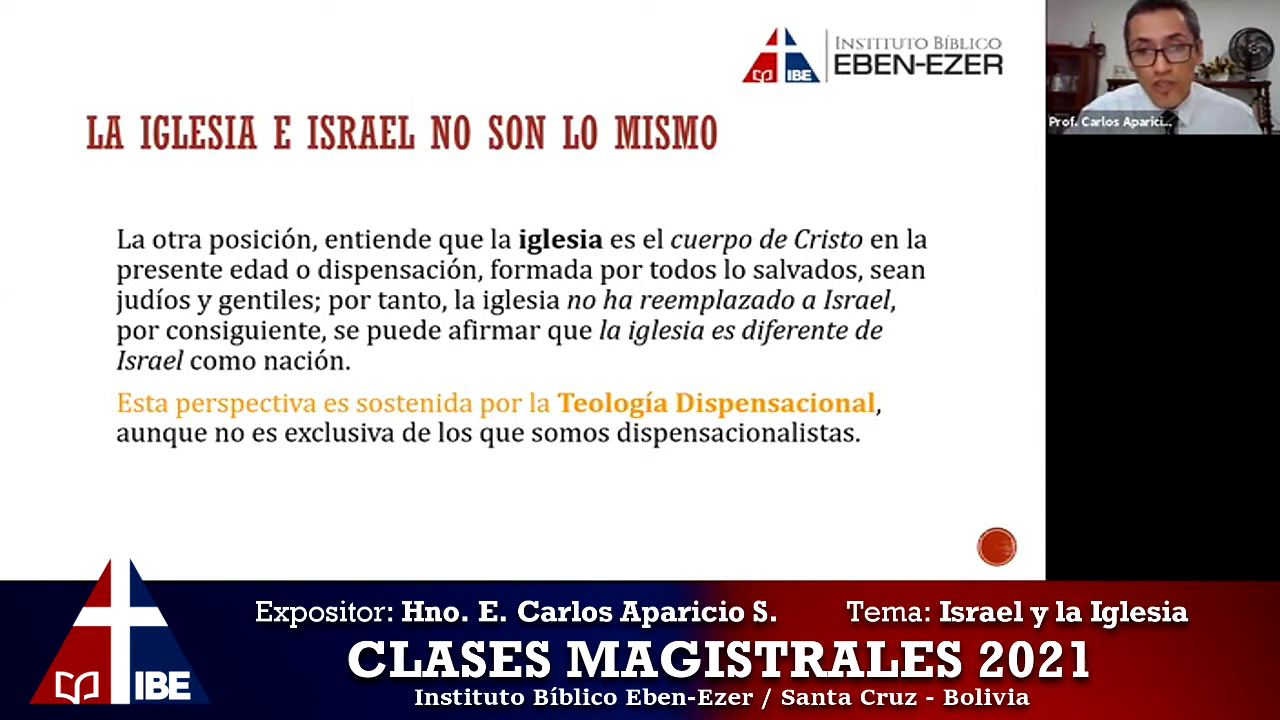 INSTITUTO BÍBLICO
EBEN-EZER
IBE
Prof. Carlos Aparici...
LA IGLESIA E ISRAEL NO SON LO MISMO
La otra posición, entiende que la iglesia es el cuerpo de Cristo en la
presente edad o dispensación, formada por todos lo salvados, sean
judíos y gentiles; por tanto, la iglesia no ha reemplazado a Israel,
por consiguiente, se puede afirmar que la iglesia es diferente de
Israel como nación.
Esta perspectiva es sostenida por la Teología Dispensacional,
aunque no es exclusiva de los que somos dispensacionalistas.
Expositor: Hno. E. Carlos Aparicio S. Tema: Israel y la Iglesia
CLASES MAGISTRALES 2021
IBE
Instituto Bíblico Eben-Ezer / Santa Cruz - Bolivia